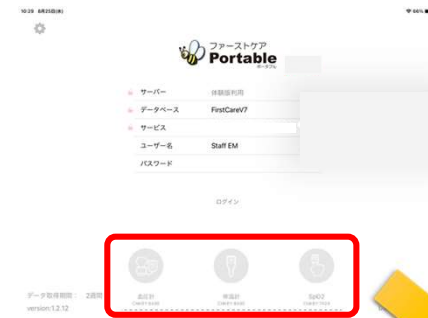 10:29 6月25日(水)
66%
ファーストケア
Portable
ポータブル
サーバー 体験版利用
データベース FirstCareV7
サービス
ユーザー名 Staff EM
パスワード
ログイン
血圧計 体温計 SpO2
データ取得期間： 2週間
version:1.2.12